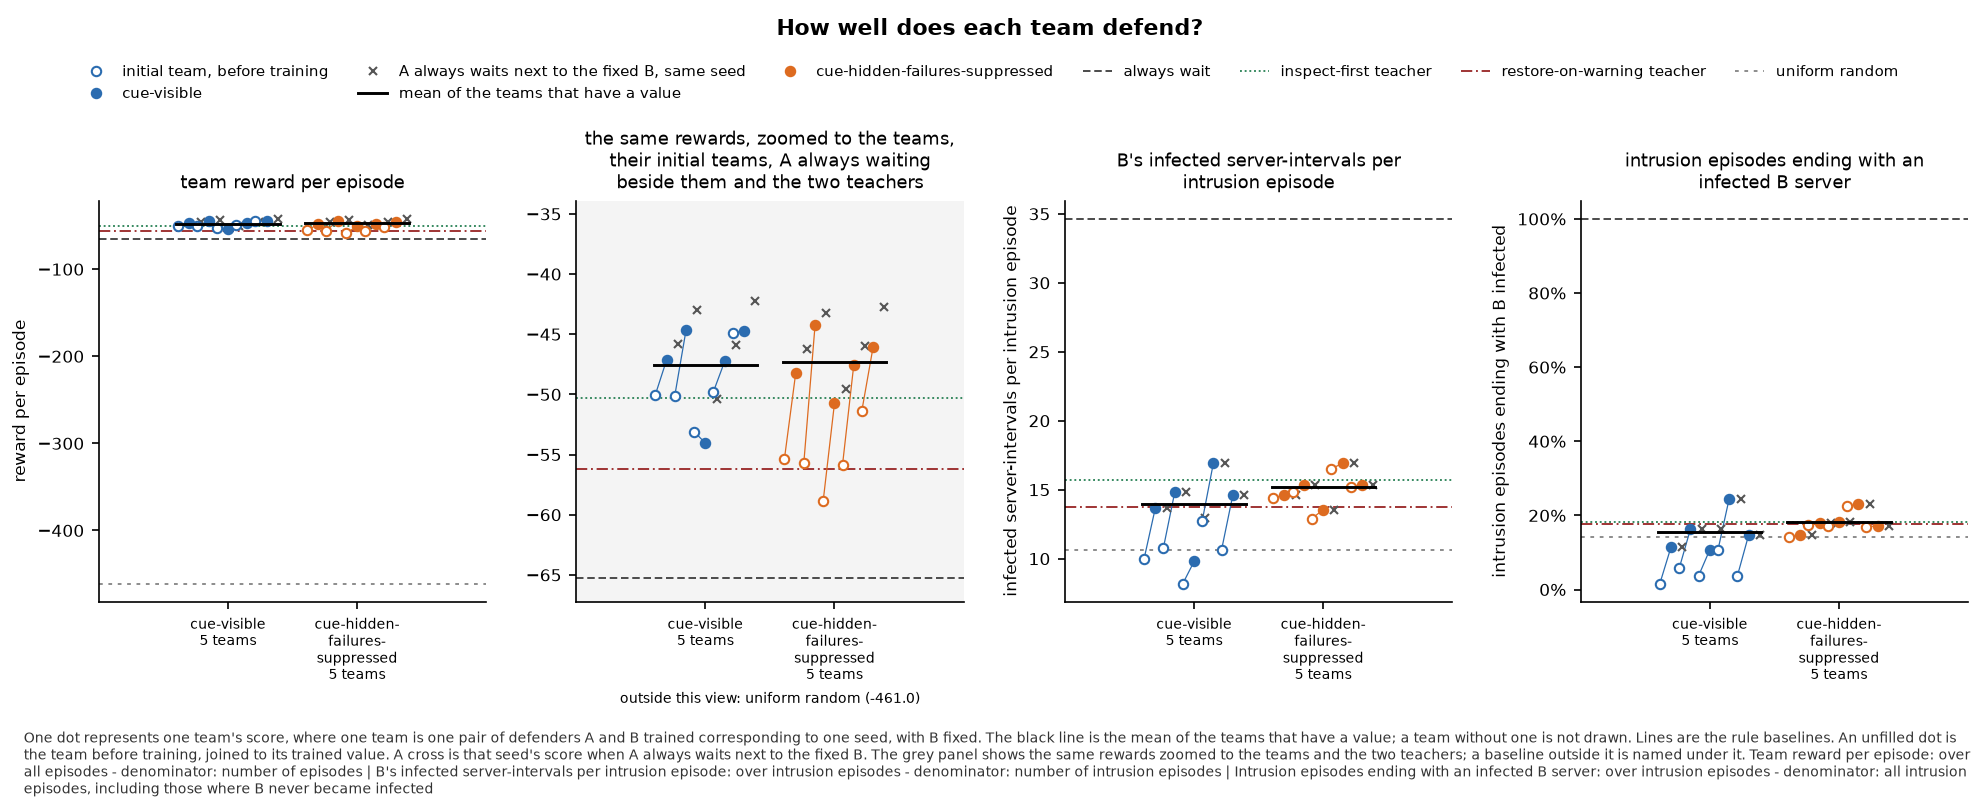 How well does each team defend?
initial team, before training
A always waits next to the fixed B, same seed
cue-hidden-failures-suppressed
always wait
inspect-first teacher
restore-on-warning teacher
uniform random
cue-visible
mean of the teams that have a value
team reward per episode
reward per episode
−100
−200
−300
−400
cue-visible
5 teams
cue-hidden-
failures-
suppressed
5 teams
the same rewards, zoomed to the teams,
their initial teams, A always waiting
beside them and the two teachers
−35
−40
−45
−50
−55
−60
−65
cue-visible
5 teams
cue-hidden-
failures-
suppressed
5 teams
outside this view: uniform random (-461.0)
B's infected server-intervals per
intrusion episode
infected server-intervals per intrusion episode
35
30
25
20
15
10
cue-visible
5 teams
cue-hidden-
failures-
suppressed
5 teams
intrusion episodes ending with an
infected B server
intrusion episodes ending with B infected
100%
80%
60%
40%
20%
0%
cue-visible
5 teams
cue-hidden-
failures-
suppressed
5 teams
One dot represents one team's score, where one team is one pair of defenders A and B trained corresponding to one seed, with B fixed. The black line is the mean of the teams that have a value; a team without one is not drawn. Lines are the rule baselines. An unfilled dot is
the team before training, joined to its trained value. A cross is that seed's score when A always waits next to the fixed B. The grey panel shows the same rewards zoomed to the teams and the two teachers; a baseline outside it is named under it. Team reward per episode: over
all episodes - denominator: number of episodes | B's infected server-intervals per intrusion episode: over intrusion episodes - denominator: number of intrusion episodes | Intrusion episodes ending with an infected B server: over intrusion episodes - denominator: all intrusion
episodes, including those where B never became infected